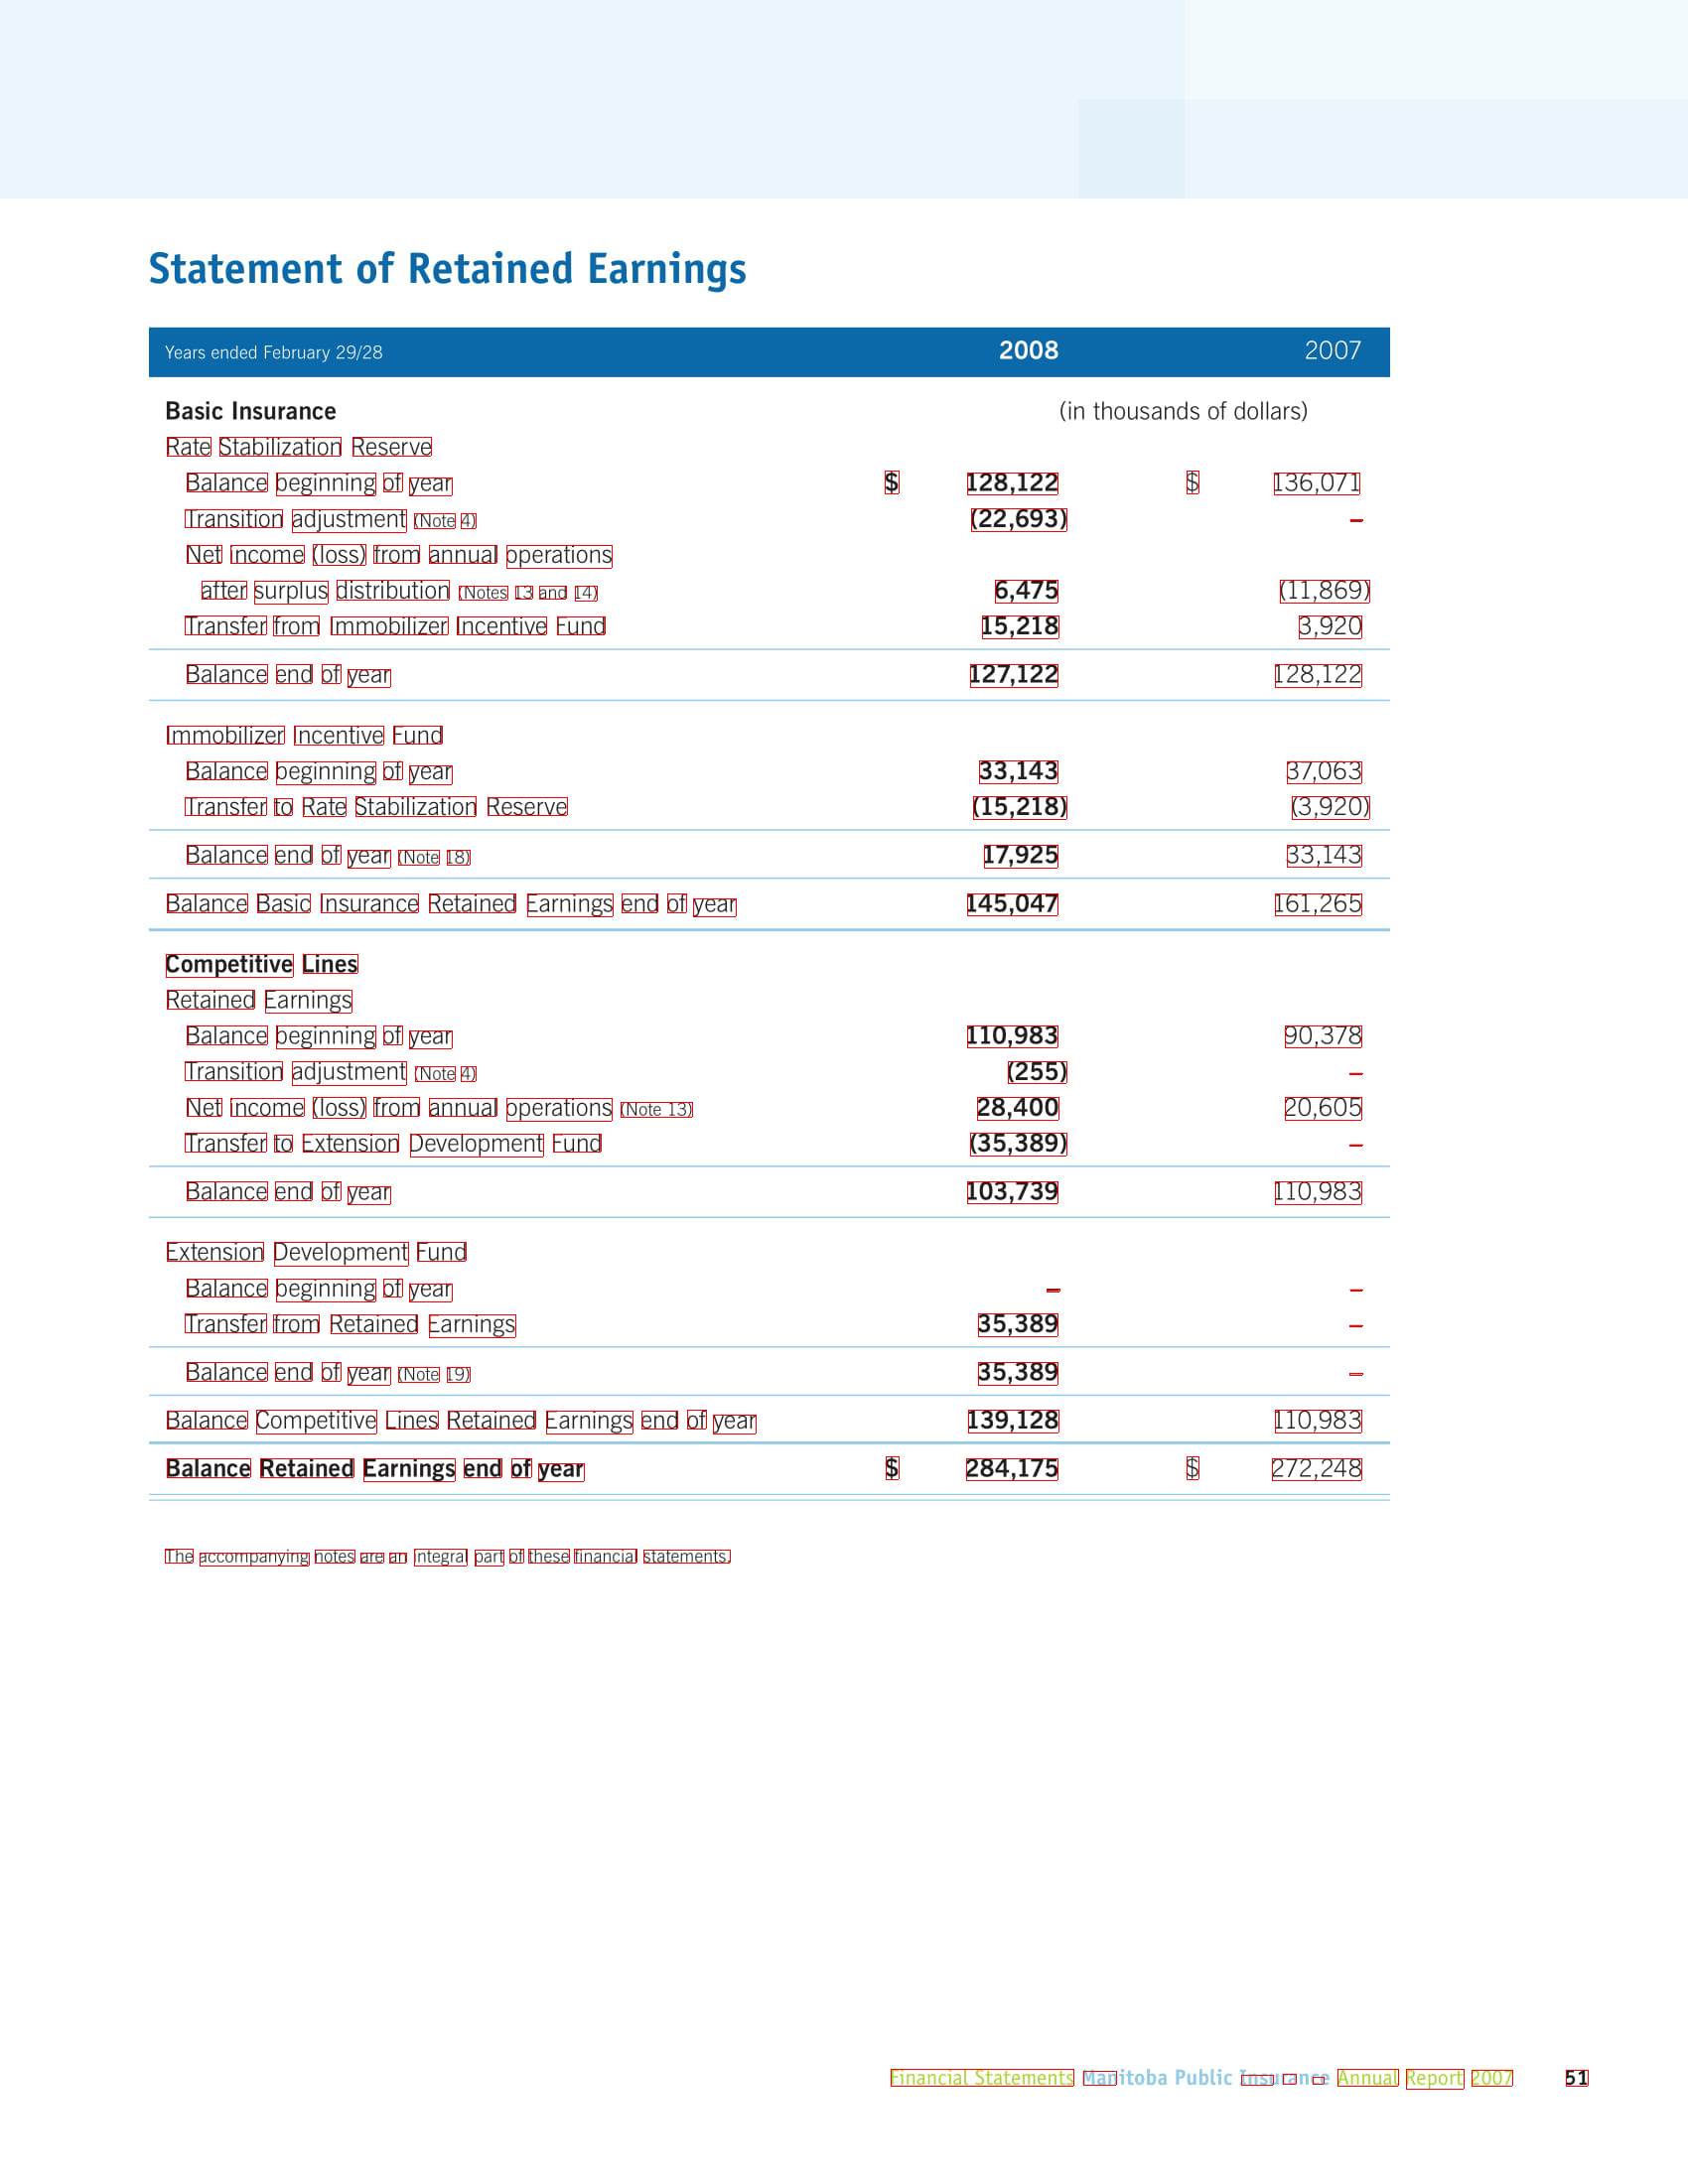 Statement of Retained Earnings
Years ended February 29/28 2008 2007
Basic Insurance (in thousands of dollars)
Rate Stabilization Reserve
Balance beginning of year $ 128,122 $ 136,071
Transition adjustment (Note 4) (22,693) –
Net income (loss) from annual operations
after surplus distribution (Notes 13 and 14) 6,475 (11,869)
Transfer from Immobilizer Incentive Fund 15,218 3,920
Balance end of year 127,122 128,122
Immobilizer Incentive Fund
Balance beginning of year 33,143 37,063
Transfer to Rate Stabilization Reserve (15,218) (3,920)
Balance end of year (Note 18) 17,925 33,143
Balance Basic Insurance Retained Earnings end of year 145,047 161,265
Competitive Lines
Retained Earnings
Balance beginning of year 110,983 90,378
Transition adjustment (Note 4) (255) –
Net income (loss) from annual operations (Note 13) 28,400 20,605
Transfer to Extension Development Fund (35,389) –
Balance end of year 103,739 110,983
Extension Development Fund
Balance beginning of year – –
Transfer from Retained Earnings 35,389 –
Balance end of year (Note 19) 35,389 –
Balance Competitive Lines Retained Earnings end of year 139,128 110,983
Balance Retained Earnings end of year $ 284,175 $ 272,248
The accompanying notes are an integral part of these financial statements.
Financial Statements Manitoba Public Insurance Annual Report 2007 51